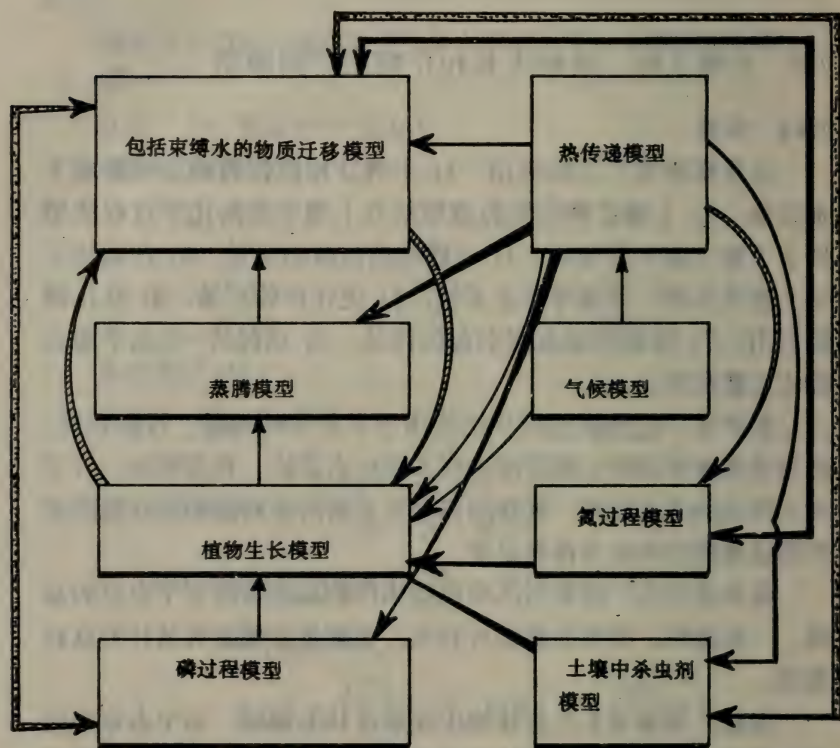 包括束缚水的物质迁移模型
热传递模型
蒸腾模型
气候模型
植物生长模型
氮过程模型
磷过程模型
土壤中杀虫剂
模型